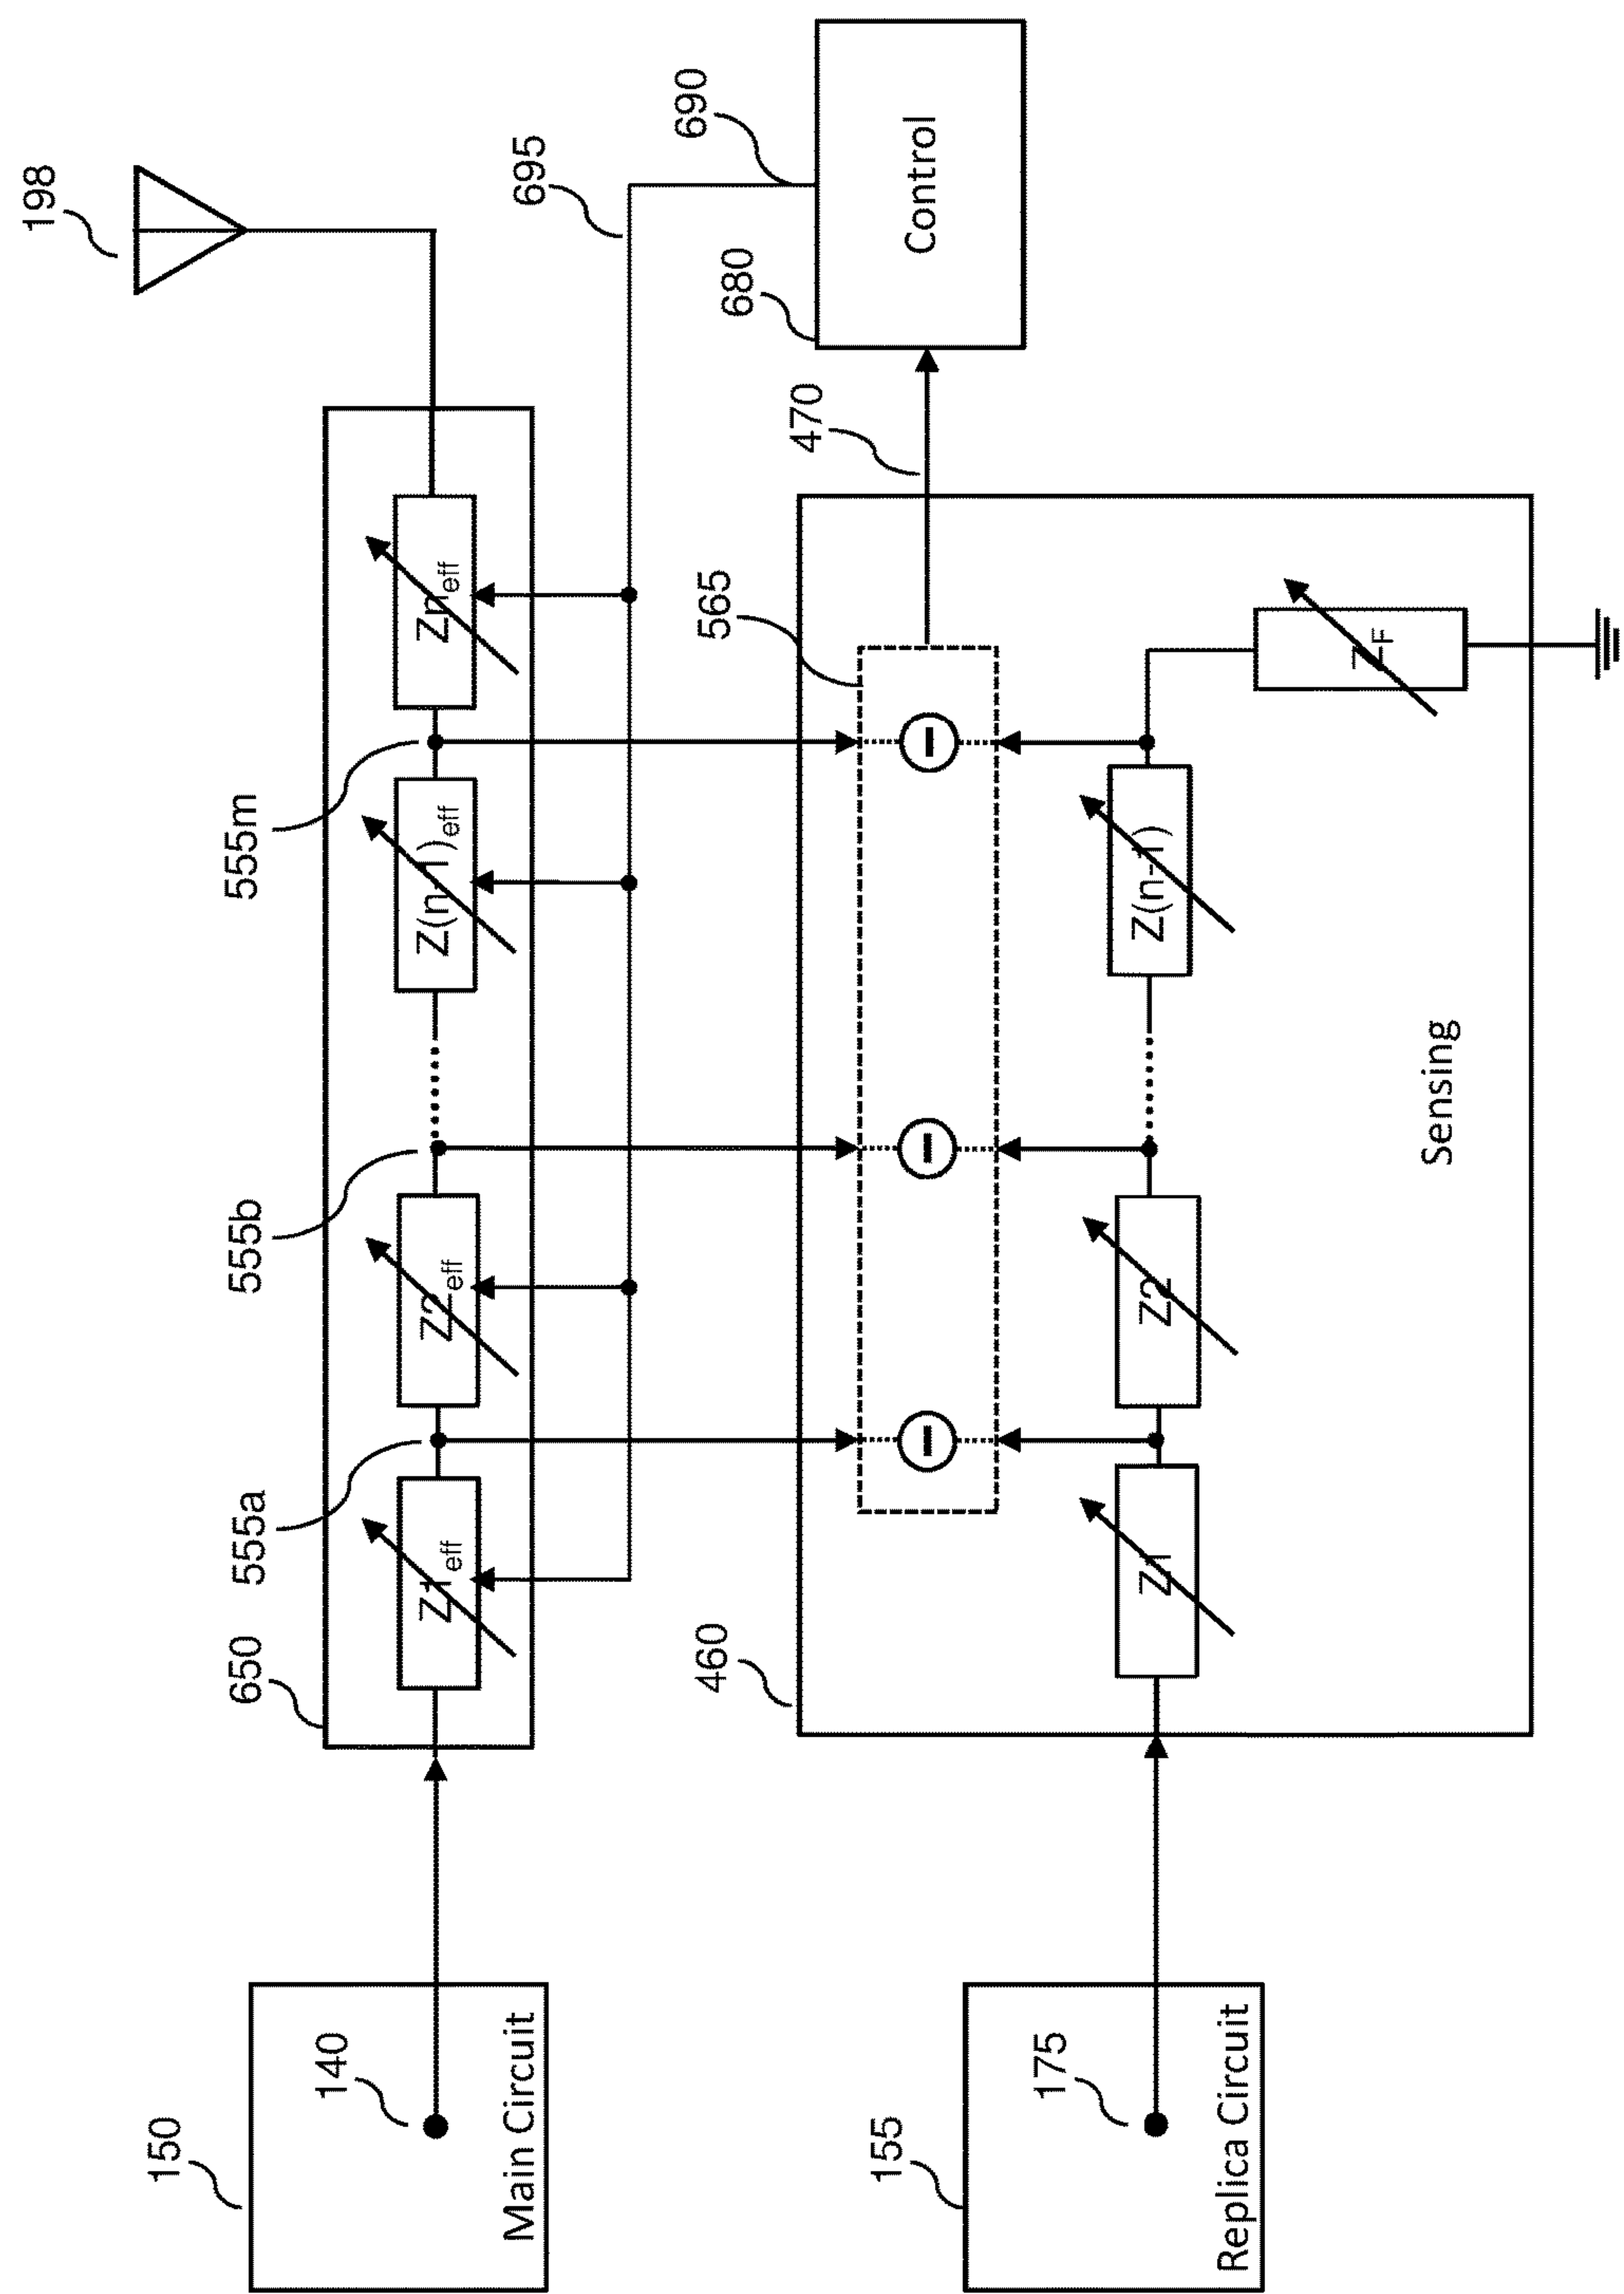 198
695
690
680
Control
470
650
Z1eff
Z2eff
Z(n-1)eff
Zneff
555a
555b
555m
565
460
Z1
Z2
Z(n-1)
ZF
Sensing
150
140
Main Circuit
155
175
Replica Circuit